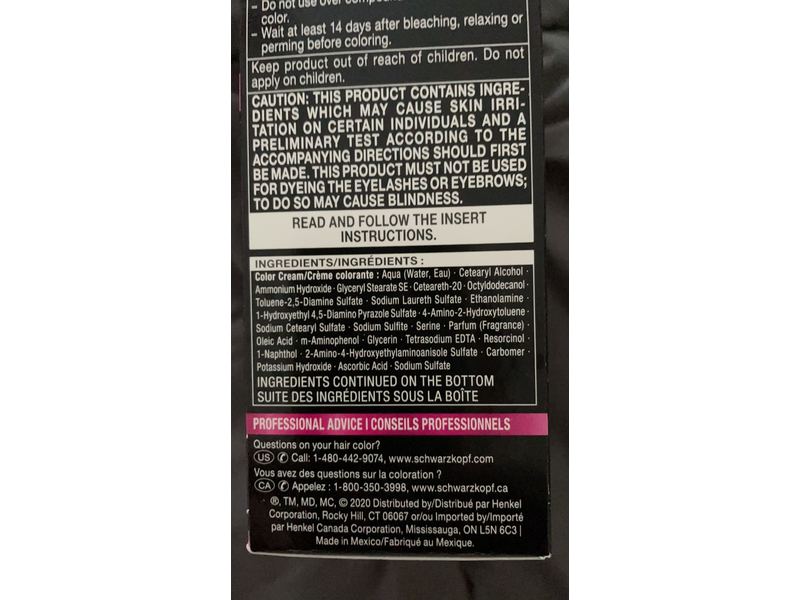 - Do not use over
color.
- Wait at least 14 days after bleaching, relaxing or
perming before coloring.
Keep product out of reach of children. Do not
apply on children.
CAUTION: THIS PRODUCT CONTAINS INGRE-
DIENTS WHICH MAY CAUSE SKIN IRRI-
TATION ON CERTAIN INDIVIDUALS AND A
PRELIMINARY TEST ACCORDING TO THE
ACCOMPANYING DIRECTIONS SHOULD FIRST
BE MADE. THIS PRODUCT MUST NOT BE USED
FOR DYEING THE EYELASHES OR EYEBROWS;
TO DO SO MAY CAUSE BLINDNESS.
READ AND FOLLOW THE INSERT
INSTRUCTIONS.
INGREDIENTS/INGRÉDIENTS :
Color Cream/Crème colorante : Aqua (Water, Eau) · Cetearyl Alcohol ·
Ammonium Hydroxide · Glyceryl Stearate SE · Ceteareth-20 · Octyldodecanol ·
Toluene-2,5-Diamine Sulfate · Sodium Laureth Sulfate · Ethanolamine ·
1-Hydroxyethyl 4,5-Diamino Pyrazole Sulfate · 4-Amino-2-Hydroxytoluene ·
Sodium Cetearyl Sulfate · Sodium Sulfite · Serine · Parfum (Fragrance) ·
Oleic Acid · m-Aminophenol · Glycerin · Tetrasodium EDTA · Resorcinol ·
1-Naphthol · 2-Amino-4-Hydroxyethylaminoanisole Sulfate · Carbomer ·
Potassium Hydroxide · Ascorbic Acid · Sodium Sulfate
INGREDIENTS CONTINUED ON THE BOTTOM
SUITE DES INGRÉDIENTS SOUS LA BOÎTE
PROFESSIONAL ADVICE I CONSEILS PROFESSIONNELS
Questions on your hair color?
US Call: 1-480-442-9074, www.schwarzkopf.com
Vous avez des questions sur la coloration ?
CA Appelez : 1-800-350-3998, www.schwarzkopf.ca
®, TM, MD, MC, © 2020 Distributed by/Distribué par Henkel
Corporation, Rocky Hill, CT 06067 or/ou Imported by/Importé
par Henkel Canada Corporation, Mississauga, ON L5N 6C3 |
Made in Mexico/Fabriqué au Mexique.